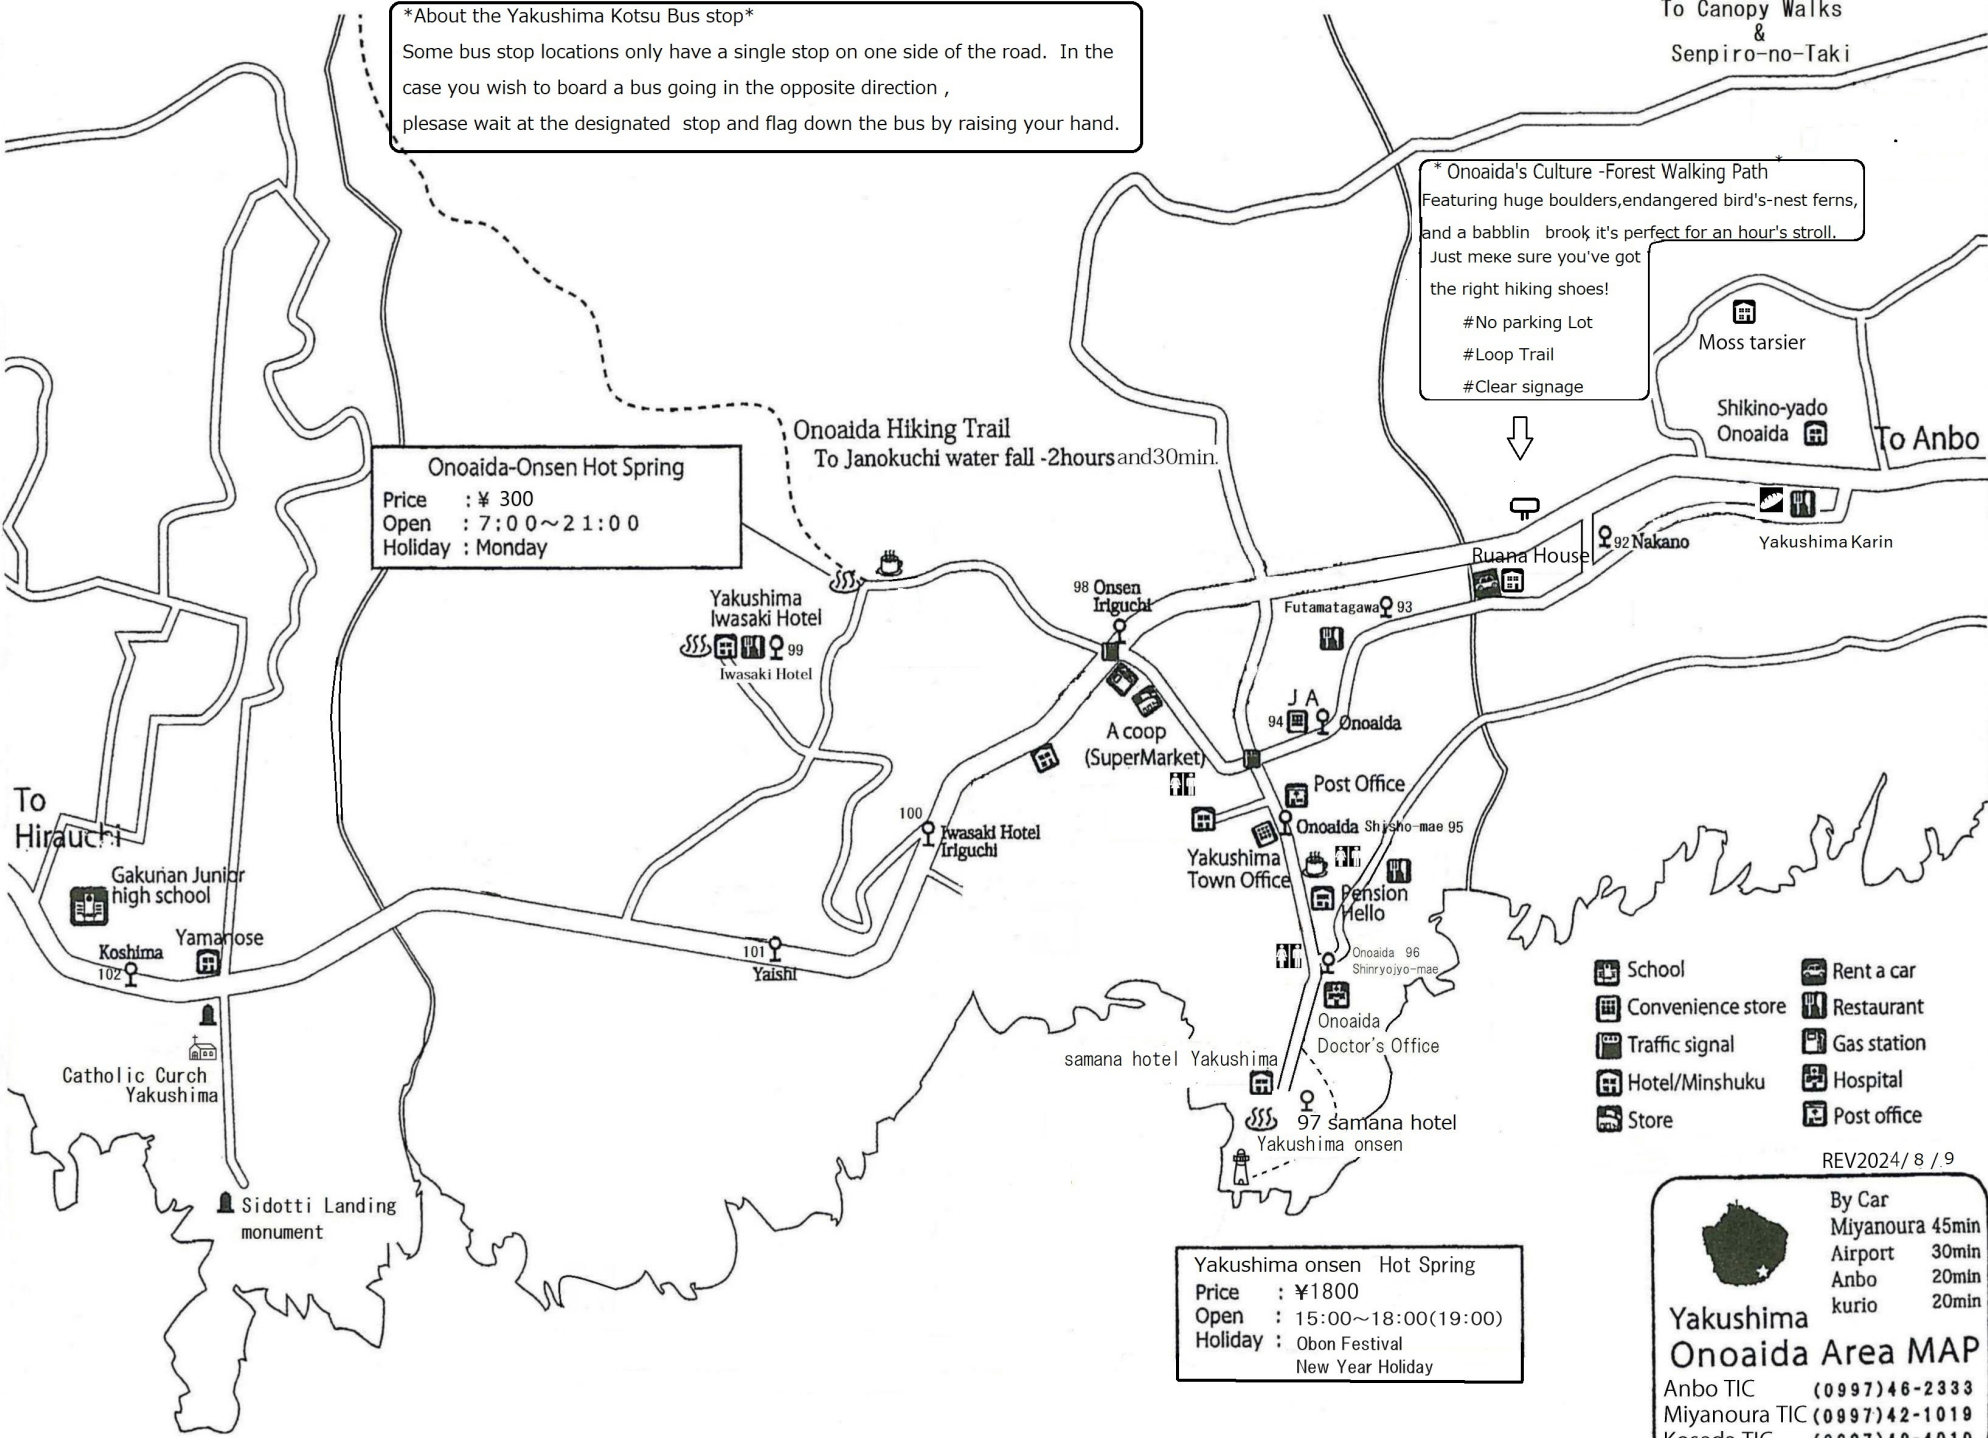 *About the Yakushima Kotsu Bus stop*
Some bus stop locations only have a single stop on one side of the road. In the
case you wish to board a bus going in the opposite direction ,
plesase wait at the designated stop and flag down the bus by raising your hand.
To Canopy Walks
&
Senpiro-no-Taki
* Onoaida's Culture -Forest Walking Path *
Featuring huge boulders,endangered bird's-nest ferns,
and a babblin brook, it's perfect for an hour's stroll.
Just meke sure you've got
the right hiking shoes!
#No parking Lot
#Loop Trail
#Clear signage
Moss tarsier
Shikino-yado
Onoaida
To Anbo
Onoaida Hiking Trail
To Janokuchi water fall -2hours and30min.
Onoaida-Onsen Hot Spring
Price : ¥ 300
Open : 7:00~21:00
Holiday : Monday
92 Nakano
Yakushima Karin
Ruana House
98 Onsen
Iriguchi
Futamatagawa 93
Yakushima
Iwasaki Hotel
99
Iwasaki Hotel
JA
94
Onoaida
A coop
(SuperMarket)
Post Office
To
Hirauchi
100
Iwasaki Hotel
Iriguchi
Onoaida Shisho-mae 95
Yakushima
Town Office
Gakunan Junior
high school
Pension
Hello
Yamanose
Koshima
102
101
Yaishi
Onoaida 96
Shinryojyo-mae
Onoaida
Doctor's Office
samana hotel Yakushima
Catholic Curch
Yakushima
97 samana hotel
Yakushima onsen
Sidotti Landing
monument
School
Convenience store
Traffic signal
Hotel/Minshuku
Store
Rent a car
Restaurant
Gas station
Hospital
Post office
REV2024/ 8 /.9
Yakushima onsen Hot Spring
Price : ¥1800
Open : 15:00~18:00(19:00)
Holiday : Obon Festival
New Year Holiday
By Car
Miyanoura 45min
Airport 30min
Anbo 20min
kurio 20min
Yakushima
Onoaida Area MAP
Anbo TIC (0997)46-2333
Miyanoura TIC (0997)42-1019